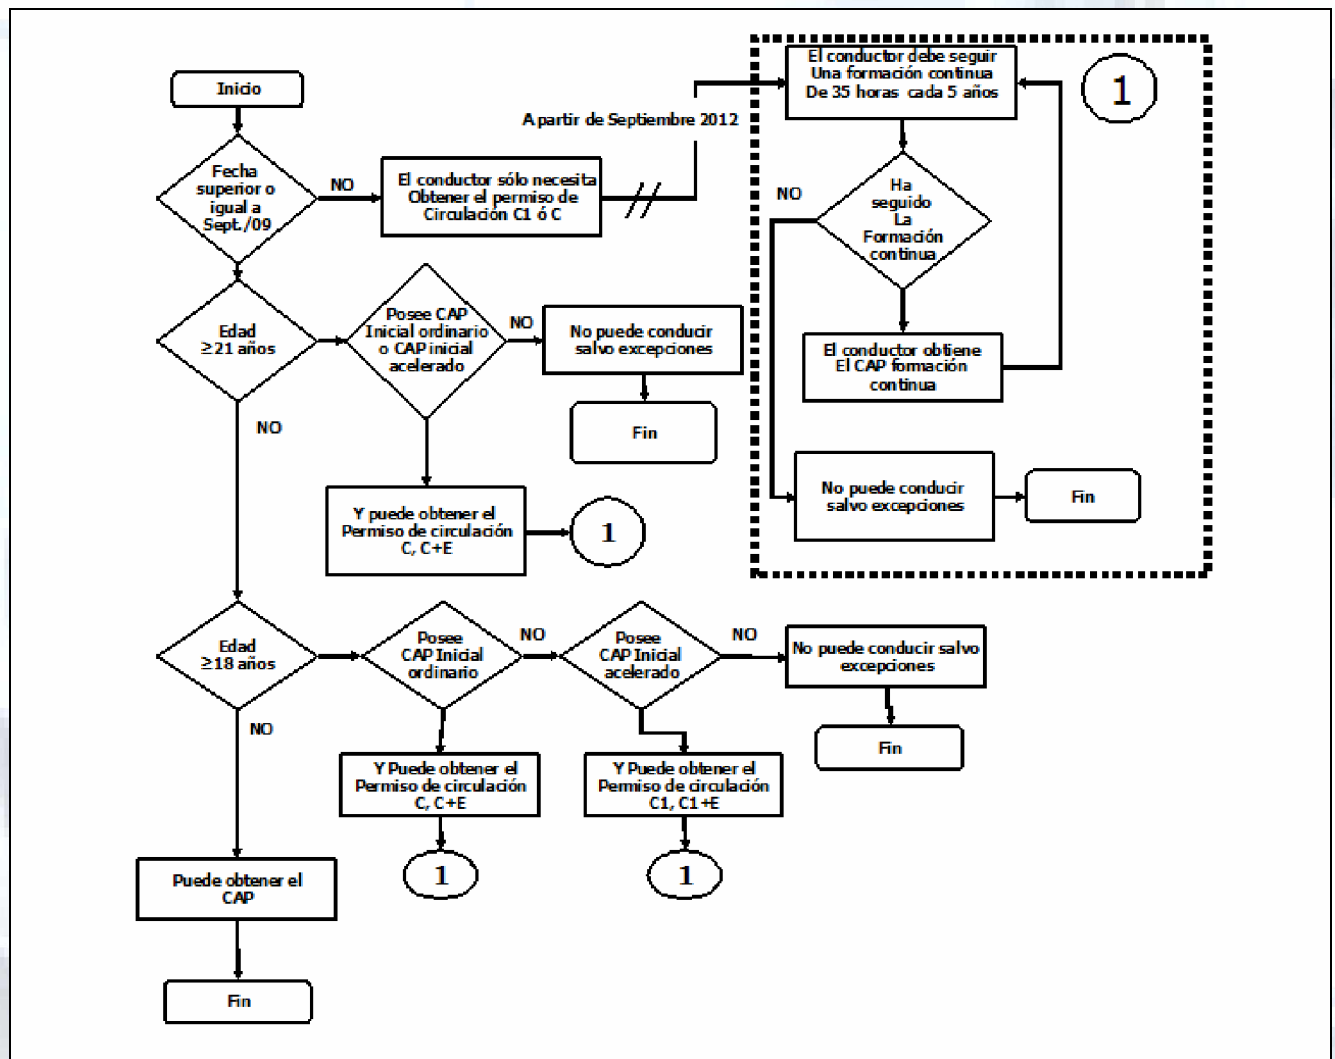 Inicio
Fecha
superior o
igual a
Sept./09
NO
El conductor sólo necesita
Obtener el permiso de
Circulación C1 ó C
A partir de Septiembre 2012
El conductor debe seguir
Una formación continua
De 35 horas cada 5 años
1
NO
Ha
seguido
La
Formación
continua
El conductor obtiene
El CAP formación
continua
No puede conducir
salvo excepciones
Fin
Edad
≥21 años
Posee CAP
Inicial ordinario
o CAP inicial
acelerado
NO
No puede conducir
salvo excepciones
Fin
NO
Y puede obtener el
Permiso de circulación
C, C+E
1
Edad
≥18 años
Posee
CAP Inicial
ordinario
NO
Posee
CAP Inicial
acelerado
NO
No puede conducir salvo
excepciones
Fin
NO
Y Puede obtener el
Permiso de circulación
C, C+E
1
Y Puede obtener el
Permiso de circulación
C1, C1+E
1
Puede obtener el
CAP
Fin